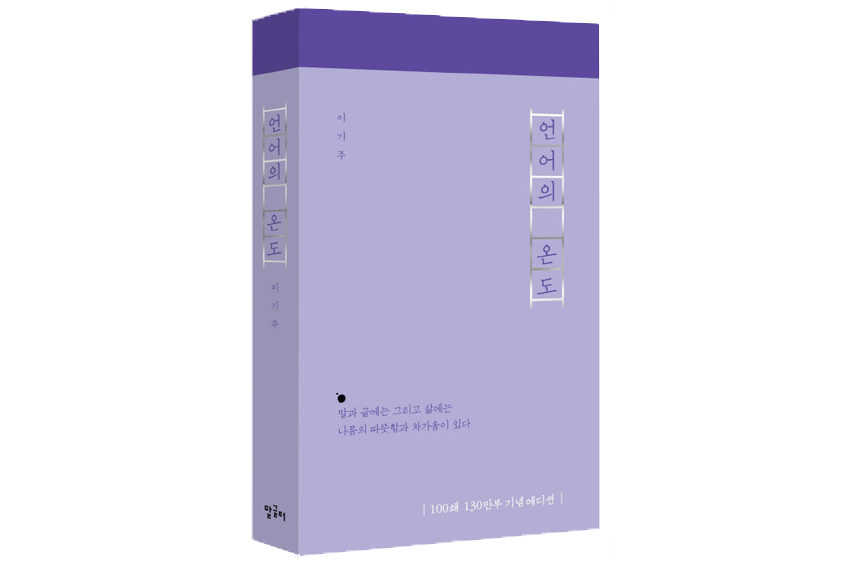 언어의 온도
이기주
말글터
이기주
언어의 온도
말과 글에는 그리고 삶에는
나름의 따뜻함과 차가움이 있다
| 100쇄 130만부 기념 에디션 |